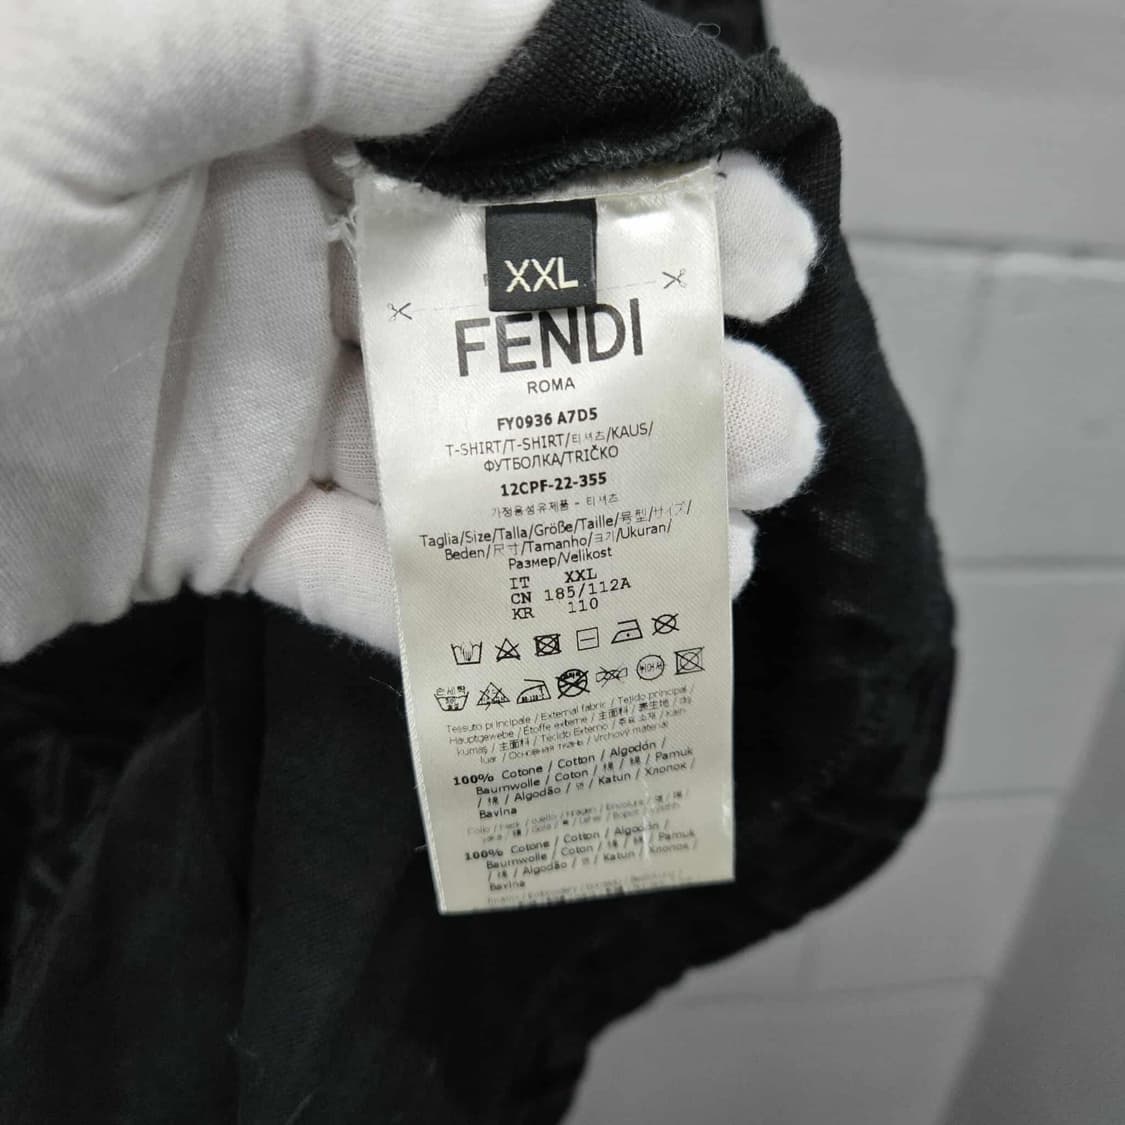 XXL
FENDI
ROMA
FY0936 A7D5
T-SHIRT/T-SHIRT/티셔츠/KAUS/
ФУТБОЛКА/TRIČKO
12CPF-22-355
가정용섬유제품 - 티셔츠
Taglia/Size/Talla/Größe/Taille/号型/サイズ/
Beden/尺寸/Tamanho/크기/Ukuran/
Размер/Velikost
IT XXL
CN 185/112A
KR 110
Tessuto principale / External fabric / Tejido principal /
Hauptgewebe / Étoffe externe / 主面料 / 表生地 / dış
kumaş / 主面料 / Tecido Externo / 주요 소재 / Kain
luar / Основная ткань / Vrchový materiál
100% Cotone / Cotton / Algodón /
Baumwolle / Coton / 棉 / 綿 / Pamuk
/ 棉 / Algodão / 면 / Katun / Хлопок /
Bavlna
100% Cotone / Cotton / Algodón /
Baumwolle / Coton / 棉 / 綿 / Pamuk
/ 棉 / Algodão / 면 / Katun / Хлопок /
Bavlna